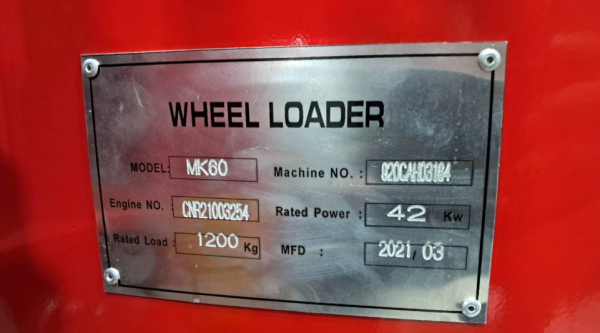 WHEEL LOADER
MODEL: MK60 Machine NO. : 920CAH03184
Engine NO. : CNR21003254 Rated Power : 42 Kw
Rated Load : 1200 Kg MFD : 2021/03